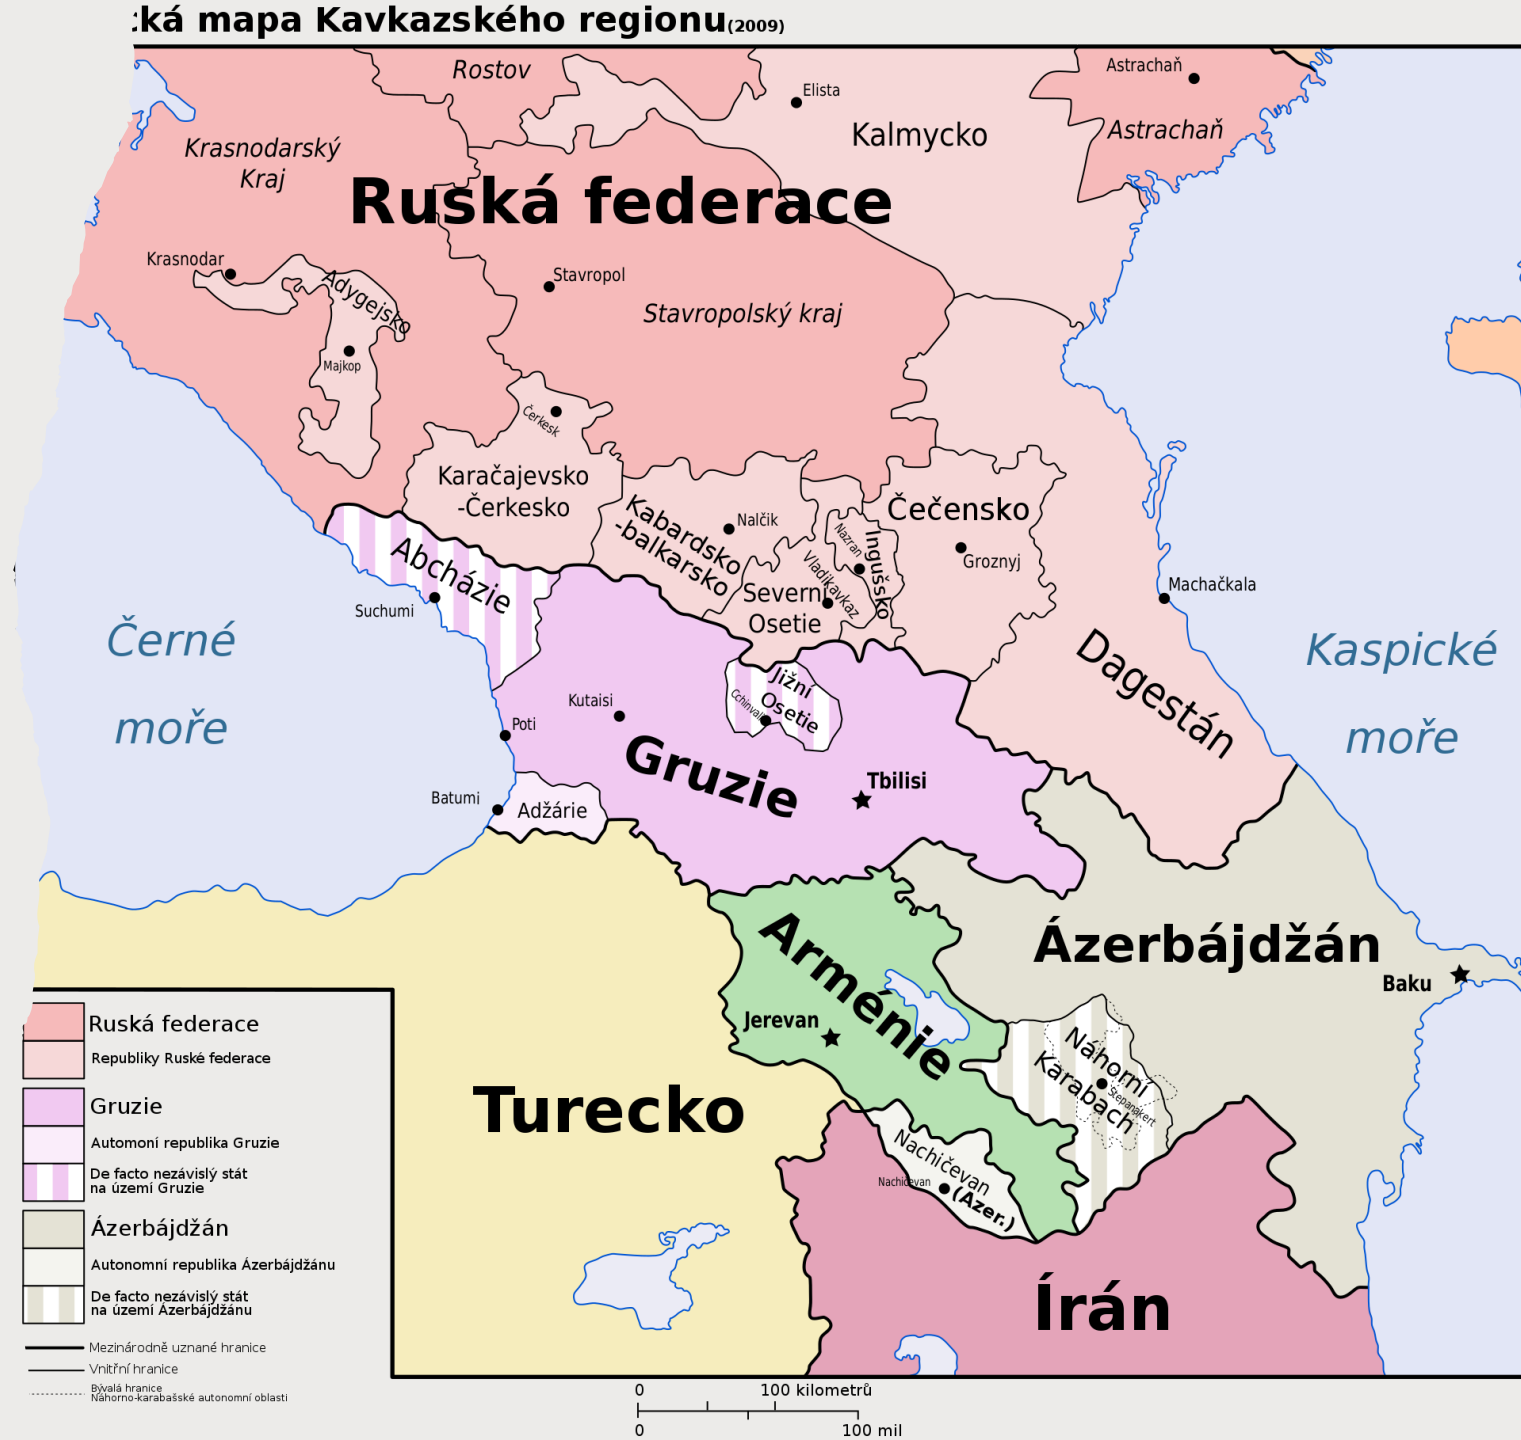 ká mapa Kavkazského regionu(2009)
Rostov
Astrachaň
Elista
Astrachaň
Kalmycko
Krasnodarský
Kraj
Ruská federace
Krasnodar
Stavropol
Adygejsko
Stavropolský kraj
Majkop
Čerkesk
Karačajevsko
-Čerkesko
Kabardsko
-balkarsko
Nalčik
Čečensko
Nazran
Ingušsko
Groznyj
Vladikavkaz
Severní
Osetie
Abcházie
Suchumi
Machačkala
Dagestán
Černé
moře
Kaspické
moře
Jižní
Osetie
Cchinvali
Kutaisi
Poti
Gruzie
Tbilisi
Batumi
Adžárie
Arménie
Jerevan
Ázerbájdžán
Baku
Náhorní
Karabach
Stepanakert
Turecko
Nachičevan
(Azer.)
Nachičevan
Írán
Ruská federace
Republiky Ruské federace
Gruzie
Automoní republika Gruzie
De facto nezávislý stát
na území Gruzie
Ázerbájdžán
Autonomní republika Ázerbájdžánu
De facto nezávislý stát
na území Ázerbájdžánu
Mezinárodně uznané hranice
Vnitřní hranice
Bývalá hranice
Náhorno-karabašské autonomní oblasti
0 100 kilometrů
0 100 mil